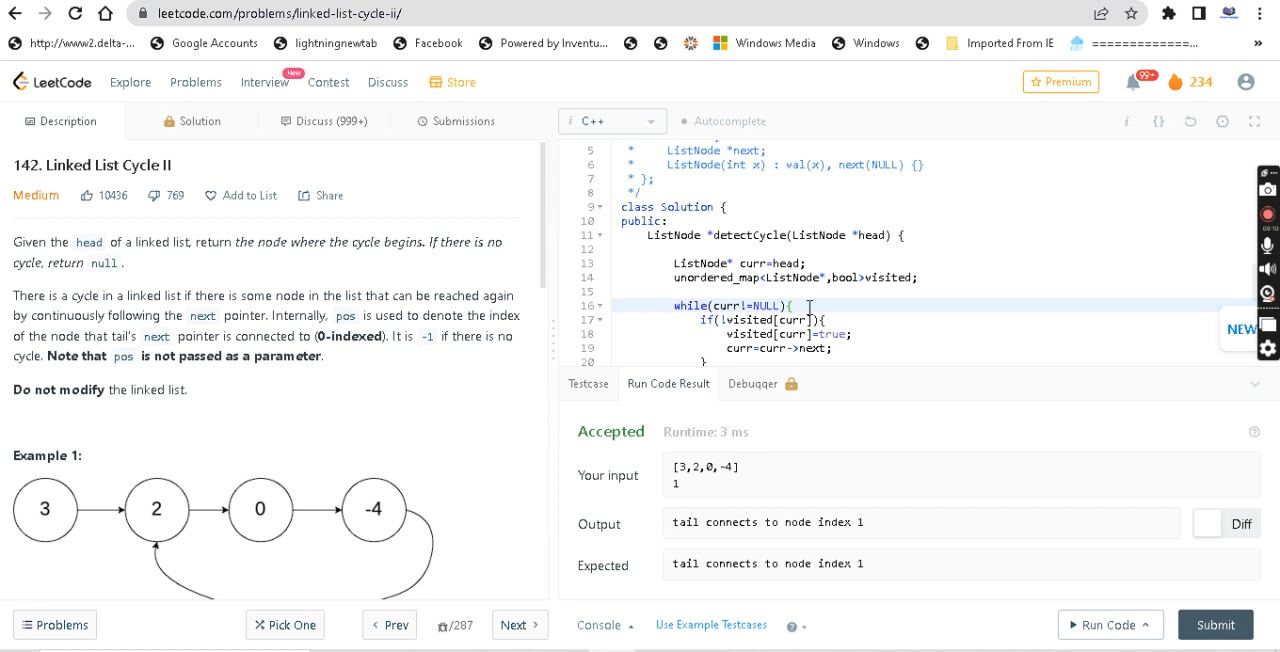 leetcode.com/problems/linked-list-cycle-ii/
http://www2.delta-... Google Accounts lightningnewtab Facebook Powered by Inventu... Windows Media Windows Imported From IE =============... »
LeetCode Explore Problems Interview New Contest Discuss Store Premium 99+ 234
Description Solution Discuss (999+) Submissions i C++ Autocomplete i {}
142. Linked List Cycle II
Medium 10436 769 Add to List Share
Given the head of a linked list, return the node where the cycle begins. If there is no
cycle, return null.
There is a cycle in a linked list if there is some node in the list that can be reached again
by continuously following the next pointer. Internally, pos is used to denote the index
of the node that tail's next pointer is connected to (0-indexed). It is -1 if there is no
cycle. Note that pos is not passed as a parameter.
Do not modify the linked list.
Example 1:
3 2 0 -4
5 * ListNode *next;
6 * ListNode(int x) : val(x), next(NULL) {}
7 * };
8 */
9 class Solution {
10 public:
11 ListNode *detectCycle(ListNode *head) {
12
13 ListNode* curr=head;
14 unordered_map<ListNode*,bool>visited;
15
16 while(curr!=NULL){
17 if(!visited[curr]){
18 visited[curr]=true;
19 curr=curr->next;
20 }
NEW
Testcase Run Code Result Debugger
Accepted Runtime: 3 ms
Your input [3,2,0,-4]
1
Output tail connects to node index 1 Diff
Expected tail connects to node index 1
Problems Pick One < Prev /287 Next > Console Use Example Testcases Run Code Submit